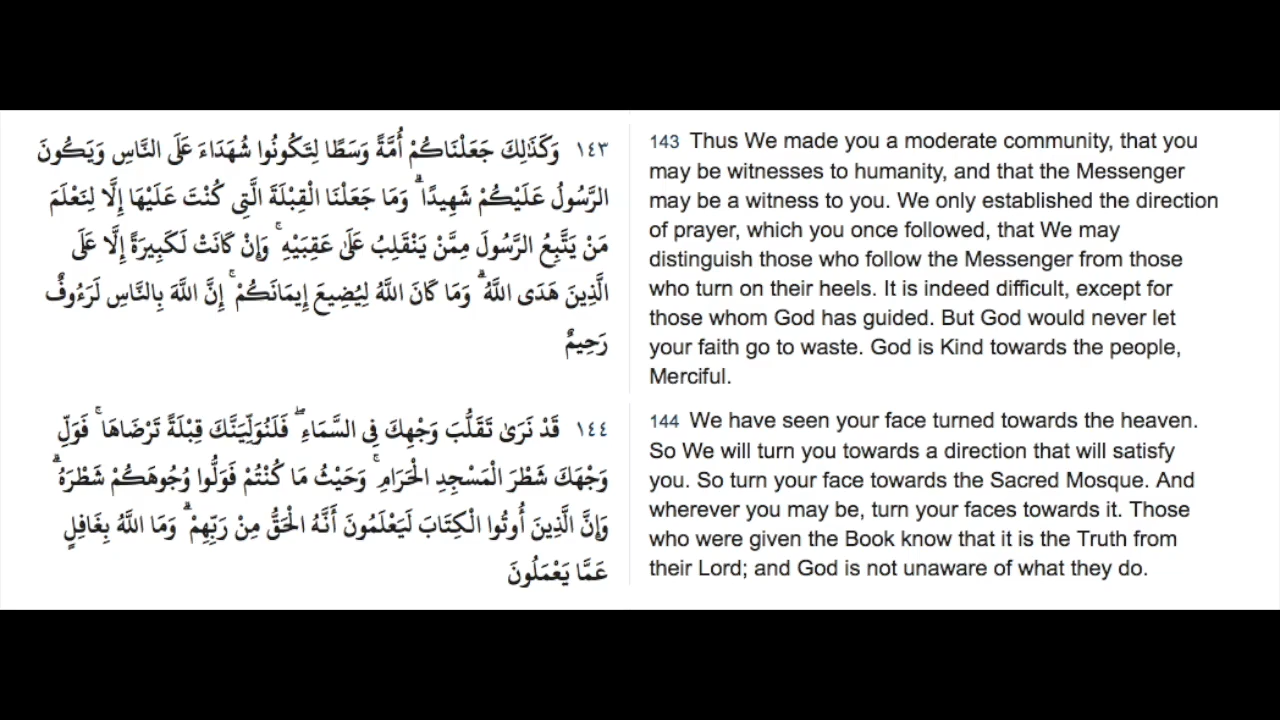 ١٤٣ وَكَذَٰلِكَ جَعَلْنَاكُمْ أُمَّةً وَسَطًا لِتَكُونُوا شُهَدَاءَ عَلَى النَّاسِ وَيَكُونَ
الرَّسُولُ عَلَيْكُمْ شَهِيدًا ۗ وَمَا جَعَلْنَا الْقِبْلَةَ الَّتِي كُنْتَ عَلَيْهَا إِلَّا لِنَعْلَمَ
مَنْ يَتَّبِعُ الرَّسُولَ مِمَّنْ يَنْقَلِبُ عَلَىٰ عَقِبَيْهِ ۚ وَإِنْ كَانَتْ لَكَبِيرَةً إِلَّا عَلَى
الَّذِينَ هَدَى اللَّهُ ۗ وَمَا كَانَ اللَّهُ لِيُضِيعَ إِيمَانَكُمْ ۚ إِنَّ اللَّهَ بِالنَّاسِ لَرَءُوفٌ
رَحِيمٌ
143 Thus We made you a moderate community, that you
may be witnesses to humanity, and that the Messenger
may be a witness to you. We only established the direction
of prayer, which you once followed, that We may
distinguish those who follow the Messenger from those
who turn on their heels. It is indeed difficult, except for
those whom God has guided. But God would never let
your faith go to waste. God is Kind towards the people,
Merciful.
١٤٤ قَدْ نَرَىٰ تَقَلُّبَ وَجْهِكَ فِي السَّمَاءِ ۖ فَلَنُوَلِّيَنَّكَ قِبْلَةً تَرْضَاهَا ۚ فَوَلِّ
وَجْهَكَ شَطْرَ الْمَسْجِدِ الْحَرَامِ ۚ وَحَيْثُ مَا كُنْتُمْ فَوَلُّوا وُجُوهَكُمْ شَطْرَهُ ۗ
وَإِنَّ الَّذِينَ أُوتُوا الْكِتَابَ لَيَعْلَمُونَ أَنَّهُ الْحَقُّ مِنْ رَبِّهِمْ ۗ وَمَا اللَّهُ بِغَافِلٍ
عَمَّا يَعْمَلُونَ
144 We have seen your face turned towards the heaven.
So We will turn you towards a direction that will satisfy
you. So turn your face towards the Sacred Mosque. And
wherever you may be, turn your faces towards it. Those
who were given the Book know that it is the Truth from
their Lord; and God is not unaware of what they do.